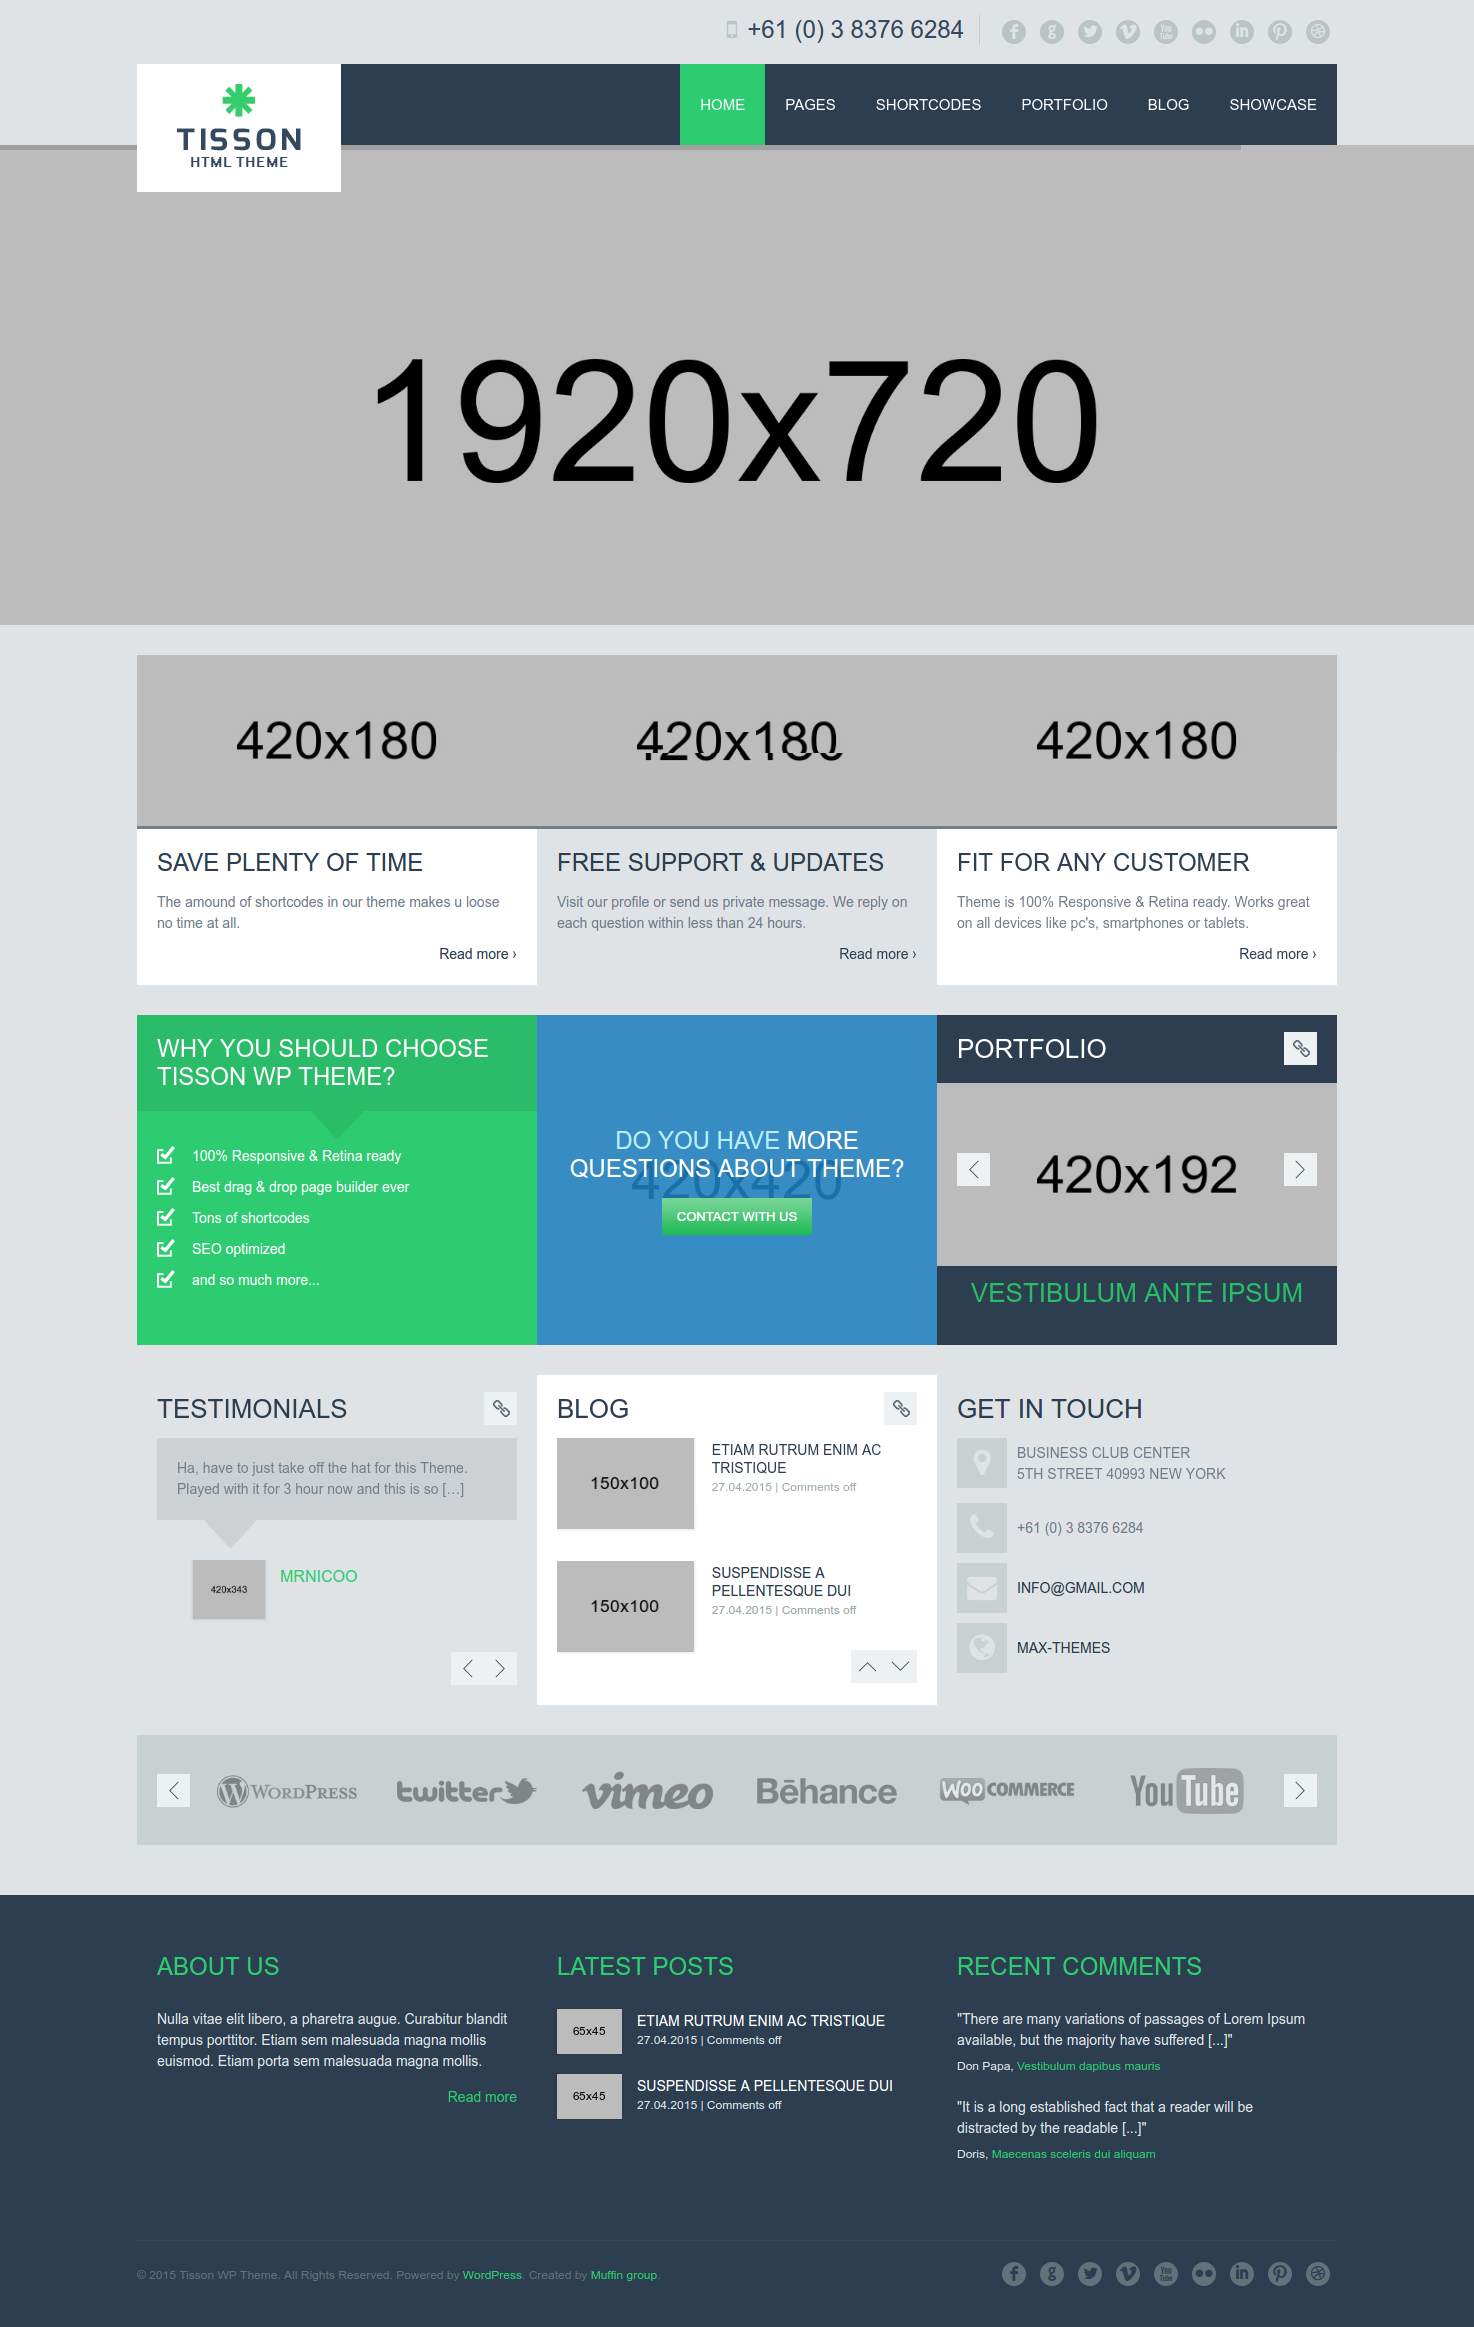 +61 (0) 3 8376 6284
TISSON
HTML THEME
HOME PAGES SHORTCODES PORTFOLIO BLOG SHOWCASE
1920x720
420x180
420x180
420x180
SAVE PLENTY OF TIME
The amound of shortcodes in our theme makes u loose
no time at all.
Read more ›
FREE SUPPORT & UPDATES
Visit our profile or send us private message. We reply on
each question within less than 24 hours.
Read more ›
FIT FOR ANY CUSTOMER
Theme is 100% Responsive & Retina ready. Works great
on all devices like pc's, smartphones or tablets.
Read more ›
WHY YOU SHOULD CHOOSE
TISSON WP THEME?
100% Responsive & Retina ready
Best drag & drop page builder ever
Tons of shortcodes
SEO optimized
and so much more...
DO YOU HAVE MORE
QUESTIONS ABOUT THEME?
420x420
CONTACT WITH US
PORTFOLIO
420x192
VESTIBULUM ANTE IPSUM
TESTIMONIALS
Ha, have to just take off the hat for this Theme.
Played with it for 3 hour now and this is so […]
420x343
MRNICOO
BLOG
150x100
ETIAM RUTRUM ENIM AC
TRISTIQUE
27.04.2015 | Comments off
150x100
SUSPENDISSE A
PELLENTESQUE DUI
27.04.2015 | Comments off
GET IN TOUCH
BUSINESS CLUB CENTER
5TH STREET 40993 NEW YORK
+61 (0) 3 8376 6284
INFO@GMAIL.COM
MAX-THEMES
WORDPRESS twitter vimeo Bēhance WOO COMMERCE YouTube
ABOUT US
Nulla vitae elit libero, a pharetra augue. Curabitur blandit
tempus porttitor. Etiam sem malesuada magna mollis
euismod. Etiam porta sem malesuada magna mollis.
Read more
LATEST POSTS
65x45
ETIAM RUTRUM ENIM AC TRISTIQUE
27.04.2015 | Comments off
65x45
SUSPENDISSE A PELLENTESQUE DUI
27.04.2015 | Comments off
RECENT COMMENTS
"There are many variations of passages of Lorem Ipsum
available, but the majority have suffered [...]"
Don Papa, Vestibulum dapibus mauris
"It is a long established fact that a reader will be
distracted by the readable [...]"
Doris, Maecenas sceleris dui aliquam
© 2015 Tisson WP Theme. All Rights Reserved. Powered by WordPress. Created by Muffin group.